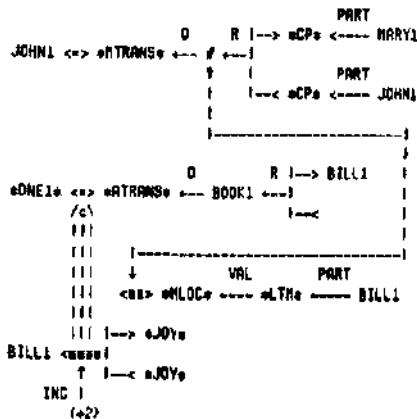 PART
O R |--> *CP* <---- MARY1
JOHN1 <=> *MTRANS* <--- # <---|
PART
|--< *CP* <---- JOHN1
O R |--> BILL1
*ONE1* <=> *ATRANS* <--- BOOK1 <---|
/c\ |--<
VAL PART
<==> *MLOC* ---- *LTM* ----- BILL1
|--> *JOY*
BILL1 <====|
|--< *JOY*
INC
(+2)